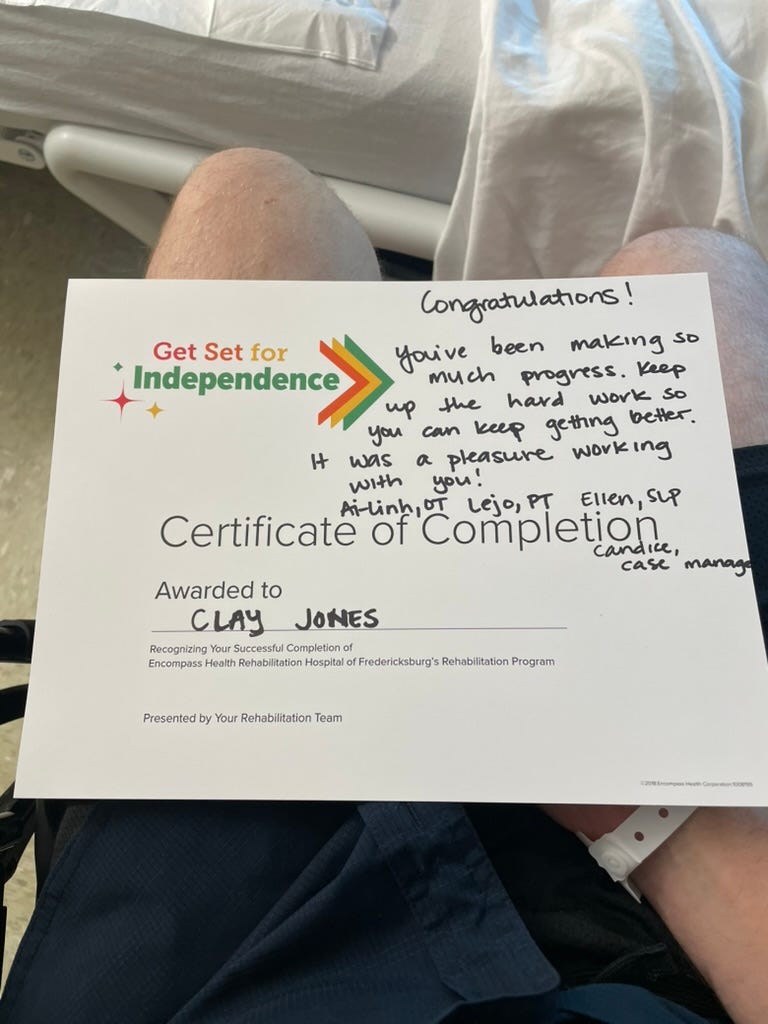 Congratulations!
Get Set for
Independence
You've been making so
much progress. Keep
up the hard work so
you can keep getting better.
It was a pleasure working
with you!
Ai-Linh, OT Lejo, PT Ellen, SLP
Certificate of Completion
Candice,
case manage
Awarded to
CLAY JONES
Recognizing Your Successful Completion of
Encompass Health Rehabilitation Hospital of Fredericksburg's Rehabilitation Program
Presented by Your Rehabilitation Team